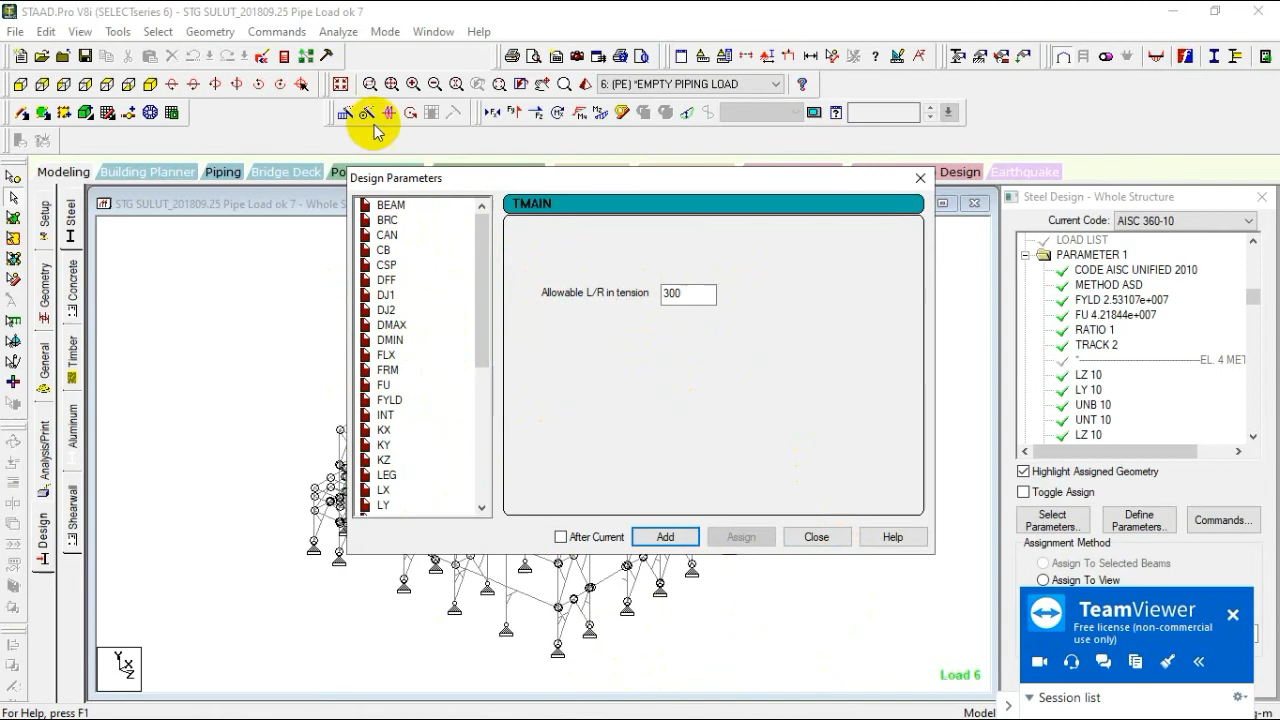 STAAD.Pro V8i (SELECTseries 6) - STG SULUT_201809.25 Pipe Load ok 7
File Edit View Tools Select Geometry Commands Analyze Mode Window Help
6: (PE) *EMPTY PIPING LOAD
Modeling Building Planner Piping Bridge Deck Po Design Earthquake
STG SULUT_201809.25 Pipe Load ok 7 - Whole S
Setup
Geometry
General
Analysis/Print
Design
Steel
Concrete
Timber
Aluminum
Shearwall
Design Parameters
BEAM
BRC
CAN
CB
CSP
DFF
DJ1
DJ2
DMAX
DMIN
FLX
FRM
FU
FYLD
INT
KX
KY
KZ
LEG
LX
LY
TMAIN
Allowable L/R in tension 300
After Current Add Assign Close Help
Steel Design - Whole Structure
Current Code: AISC 360-10
LOAD LIST
PARAMETER 1
CODE AISC UNIFIED 2010
METHOD ASD
FYLD 2.53107e+007
FU 4.21844e+007
RATIO 1
TRACK 2
EL. 4 MET
LZ 10
LY 10
UNB 10
UNT 10
LZ 10
Highlight Assigned Geometry
Toggle Assign
Select Parameters..
Define Parameters..
Commands...
Assignment Method
Assign To Selected Beams
Assign To View
TeamViewer
Free license (non-commercial
use only)
Session list
Y
X
Z
Load 6
For Help, press F1
Model
g-m